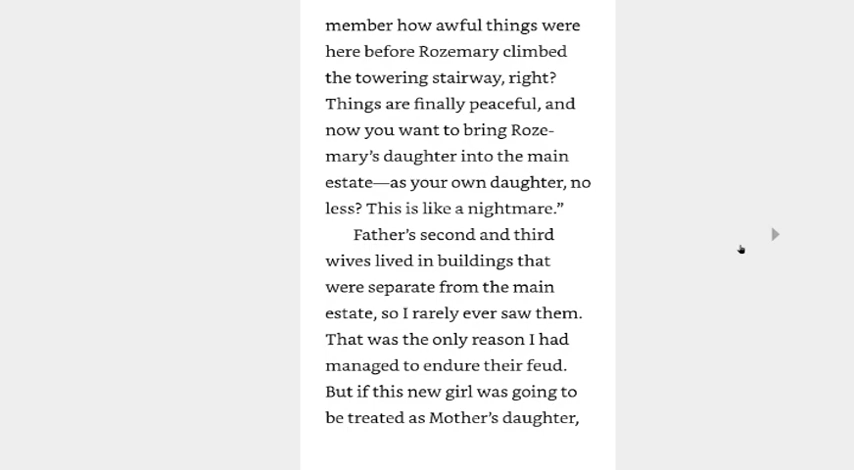 member how awful things were
here before Rozemary climbed
the towering stairway, right?
Things are finally peaceful, and
now you want to bring Roze-
mary’s daughter into the main
estate—as your own daughter, no
less? This is like a nightmare.”
Father’s second and third
wives lived in buildings that
were separate from the main
estate, so I rarely ever saw them.
That was the only reason I had
managed to endure their feud.
But if this new girl was going to
be treated as Mother’s daughter,